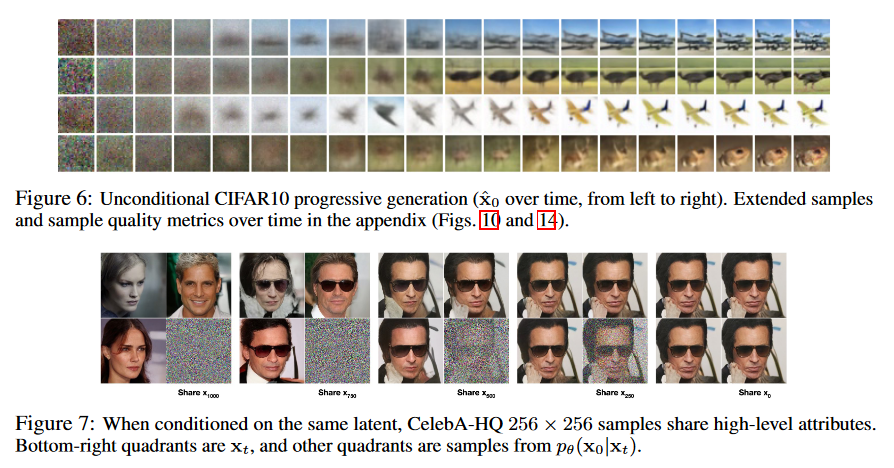 Figure 6: Unconditional CIFAR10 progressive generation (x̂₀ over time, from left to right). Extended samples
and sample quality metrics over time in the appendix (Figs. 10 and 14).
Share x₁₀₀₀ Share x₇₅₀ Share x₅₀₀ Share x₂₅₀ Share x₀
Figure 7: When conditioned on the same latent, CelebA-HQ 256 × 256 samples share high-level attributes.
Bottom-right quadrants are xₜ, and other quadrants are samples from pθ(x₀|xₜ).